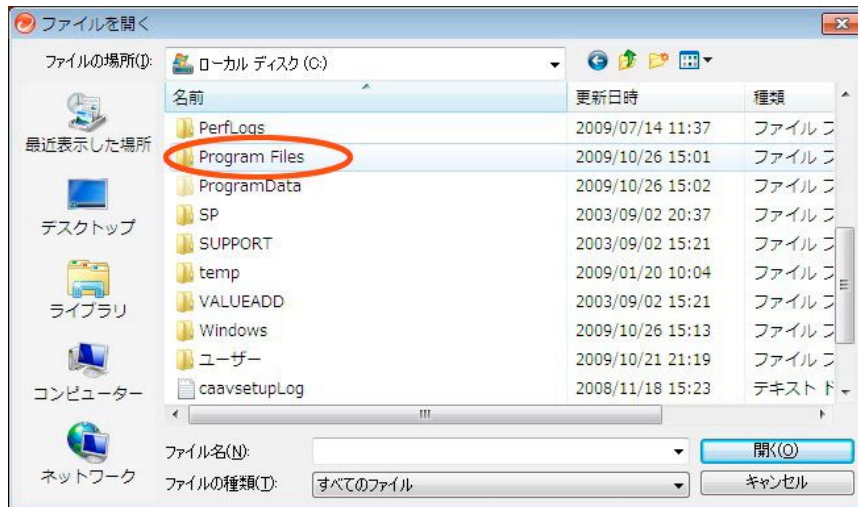 ファイルを開く
ファイルの場所(I): ローカル ディスク (C:)
名前 更新日時 種類
PerfLogs 2009/07/14 11:37 ファイル フ
Program Files 2009/10/26 15:01 ファイル フ
ProgramData 2009/10/26 15:02 ファイル フ
SP 2003/09/02 20:37 ファイル フ
SUPPORT 2003/09/02 15:21 ファイル フ
temp 2009/01/20 10:04 ファイル フ
VALUEADD 2003/09/02 15:21 ファイル フ
Windows 2009/10/26 15:13 ファイル フ
ユーザー 2009/10/21 21:19 ファイル フ
caavsetupLog 2008/11/18 15:23 テキスト ド
最近表示した場所
デスクトップ
ライブラリ
コンピューター
ネットワーク
ファイル名(N): 開く(O)
ファイルの種類(T): すべてのファイル キャンセル